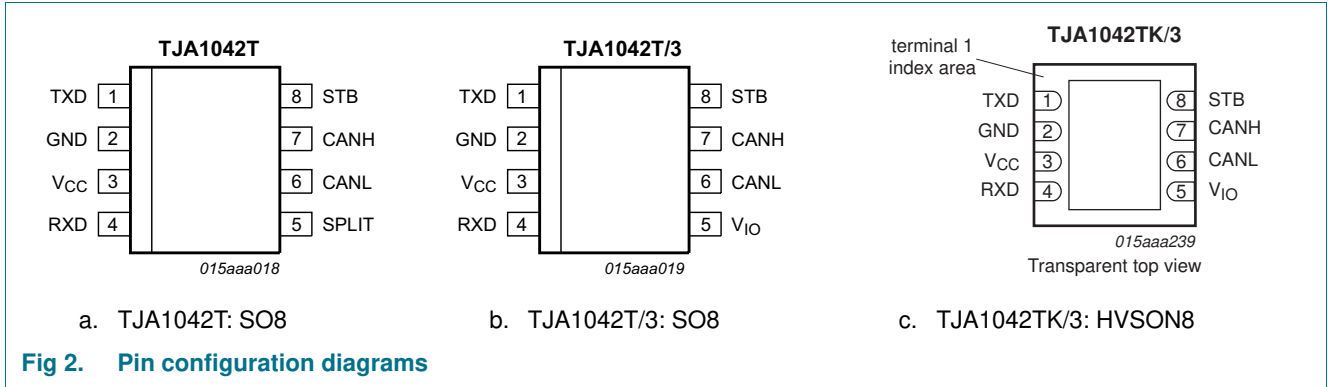 TJA1042T
TXD 1
GND 2
VCC 3
RXD 4
8 STB
7 CANH
6 CANL
5 SPLIT
015aaa018
a. TJA1042T: SO8
TJA1042T/3
TXD 1
GND 2
VCC 3
RXD 4
8 STB
7 CANH
6 CANL
5 VIO
015aaa019
b. TJA1042T/3: SO8
TJA1042TK/3
terminal 1
index area
TXD 1
GND 2
VCC 3
RXD 4
8 STB
7 CANH
6 CANL
5 VIO
015aaa239
Transparent top view
c. TJA1042TK/3: HVSON8
Fig 2. Pin configuration diagrams